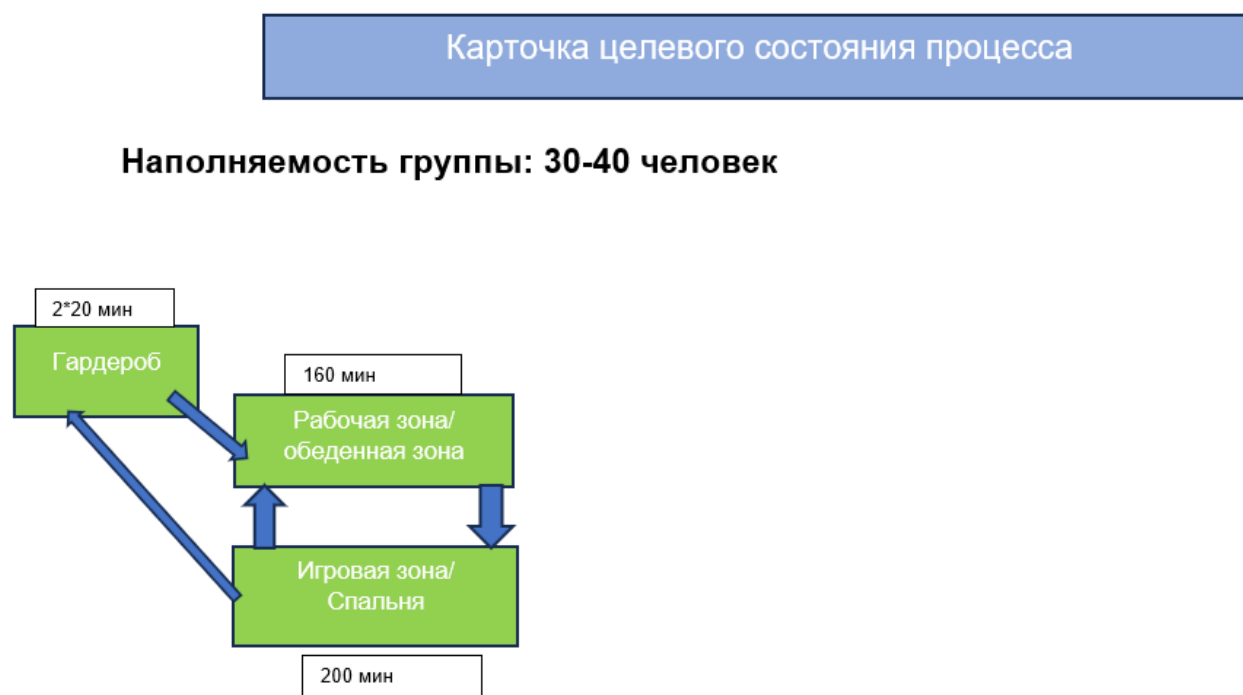 Карточка целевого состояния процесса
Наполняемость группы: 30-40 человек
2*20 мин
Гардероб
160 мин
Рабочая зона/
обеденная зона
Игровая зона/
Спальня
200 мин